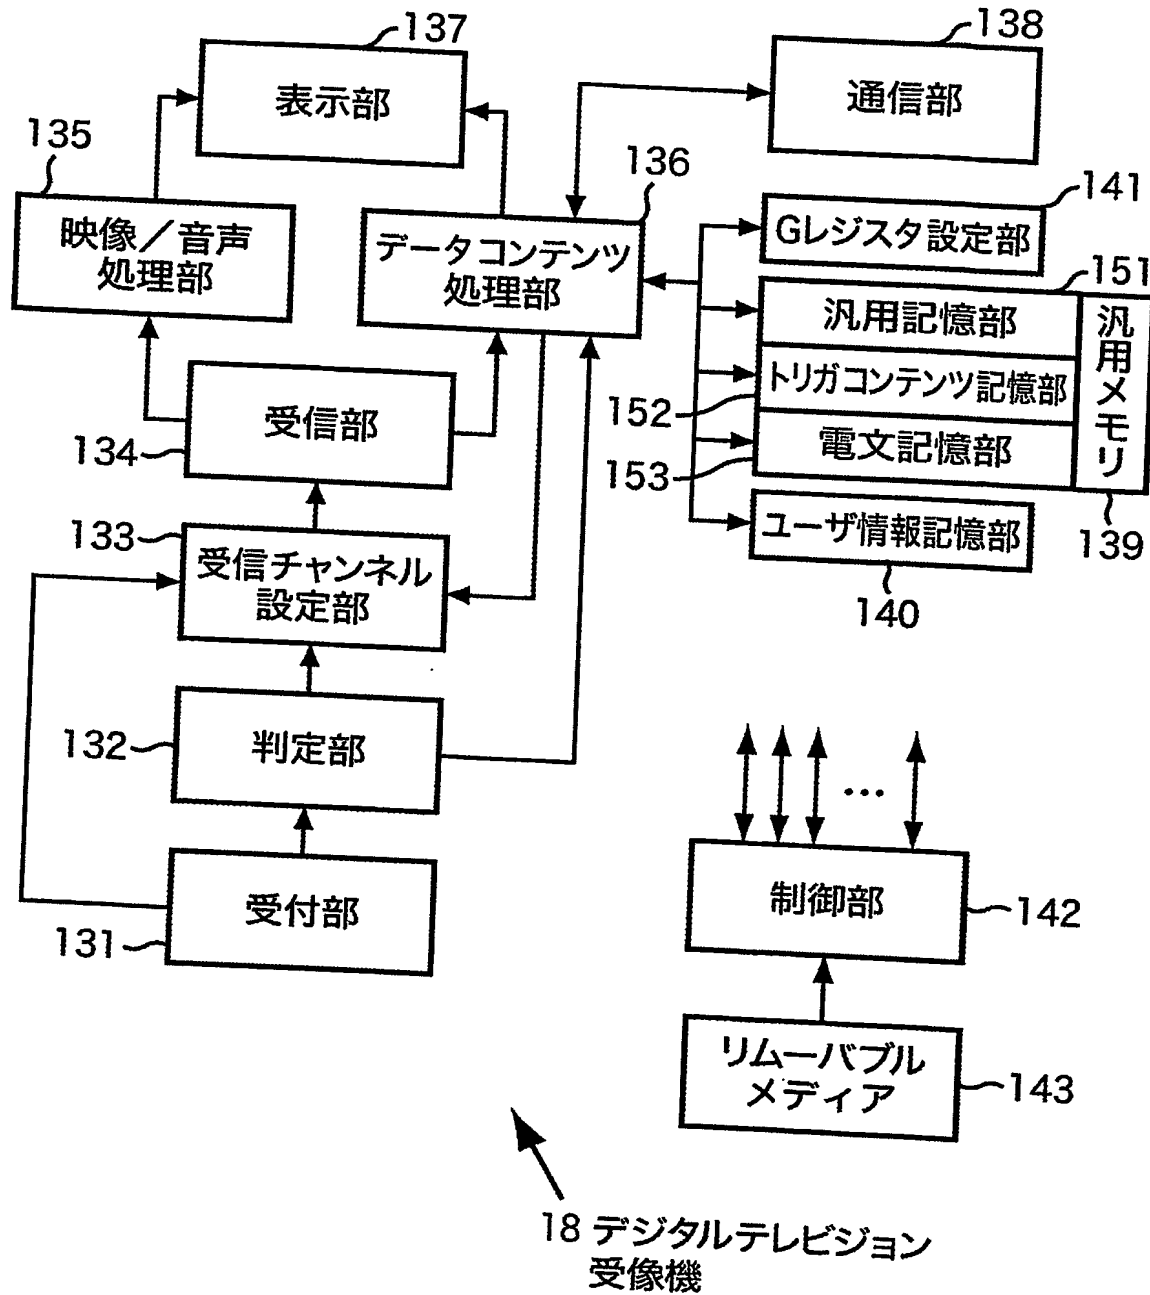 137
表示部
138
通信部
135
映像／音声
処理部
136
データコンテンツ
処理部
141
Gレジスタ設定部
151
汎用記憶部
汎用メモリ
152
トリガコンテンツ記憶部
153
電文記憶部
139
ユーザ情報記憶部
140
134
受信部
133
受信チャンネル
設定部
132
判定部
131
受付部
...
制御部
142
リムーバブル
メディア
143
18 デジタルテレビジョン
受像機